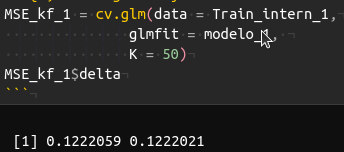 MSE_kf_1 = cv.glm(data = Train_intern_1,
glmfit = modelo_1,
K = 50)
MSE_kf_1$delta
```
[1] 0.1222059 0.1222021